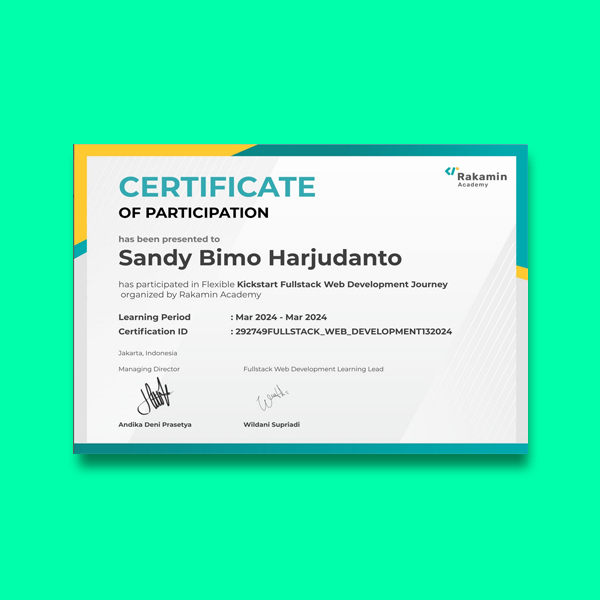 Rakamin
Academy
CERTIFICATE
OF PARTICIPATION
has been presented to
Sandy Bimo Harjudanto
has participated in Flexible Kickstart Fullstack Web Development Journey
organized by Rakamin Academy
Learning Period : Mar 2024 - Mar 2024
Certification ID : 292749FULLSTACK_WEB_DEVELOPMENT132024
Jakarta, Indonesia
Managing Director Fullstack Web Development Learning Lead
Andika Deni Prasetya Wildani Supriadi